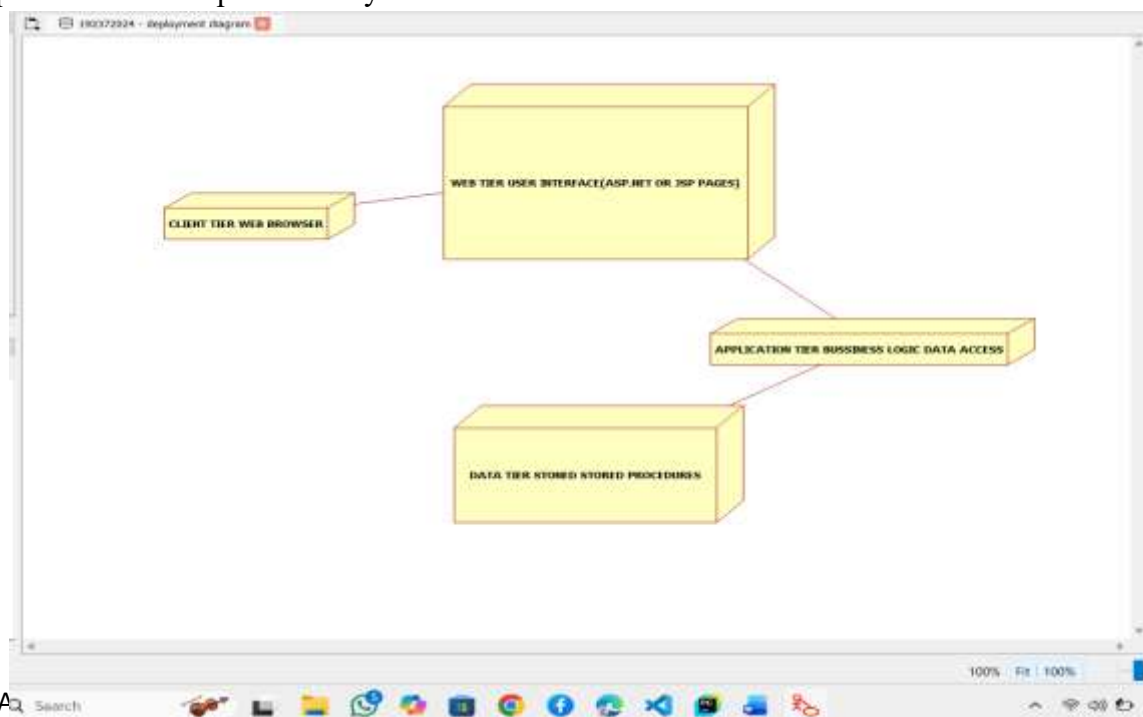 192372024 - deployment diagram
WEB TIER USER INTERFACE(ASP.NET OR JSP PAGES)
CLIENT TIER WEB BROWSER
APPLICATION TIER BUSSINESS LOGIC DATA ACCESS
DATA TIER STORED STORED PROCEDURES
100% Fit 100%
A
Search